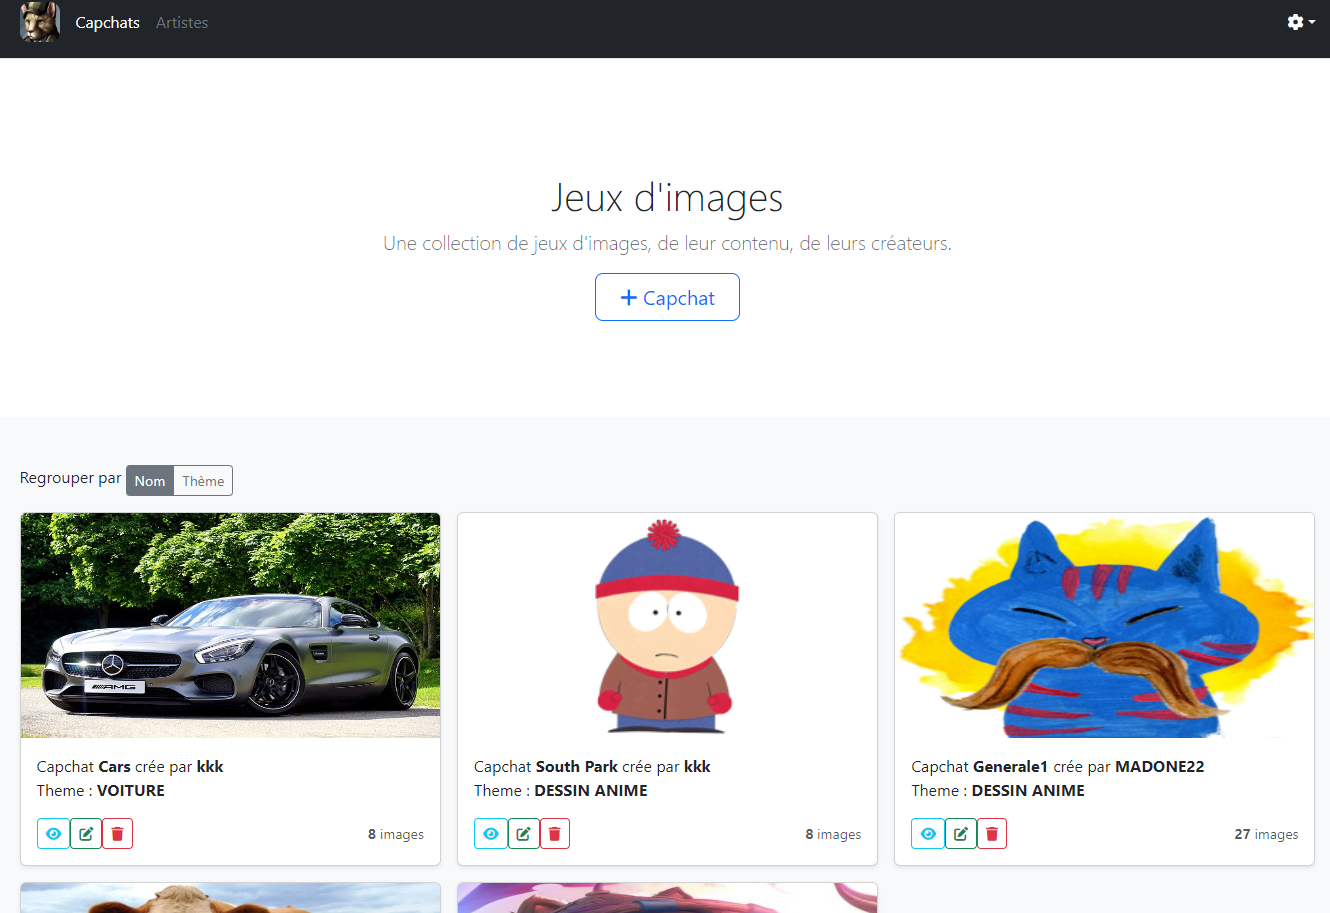 Capchats Artistes
Jeux d'images
Une collection de jeux d'images, de leur contenu, de leurs créateurs.
+ Capchat
Regrouper par Nom Thème
AMG
Capchat Cars crée par kkk
Theme : VOITURE
8 images
Capchat South Park crée par kkk
Theme : DESSIN ANIME
8 images
Capchat Generale1 crée par MADONE22
Theme : DESSIN ANIME
27 images